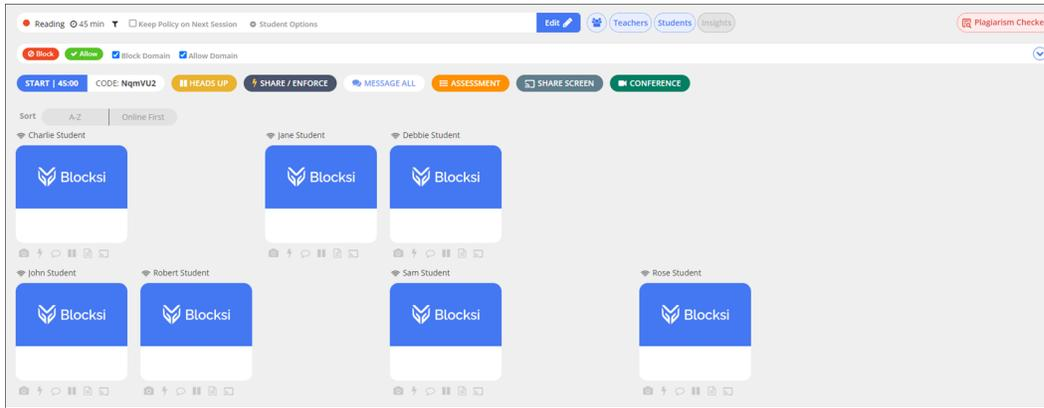 Reading 45 min Keep Policy on Next Session Student Options Edit Teachers Students Insights Plagiarism Checke
Block Allow Block Domain Allow Domain
START | 45:00 CODE: NqmVU2 HEADS UP SHARE / ENFORCE MESSAGE ALL ASSESSMENT SHARE SCREEN CONFERENCE
Sort A-Z Online First
Charlie Student Jane Student Debbie Student
Blocksi Blocksi Blocksi
John Student Robert Student Sam Student Rose Student
Blocksi Blocksi Blocksi Blocksi